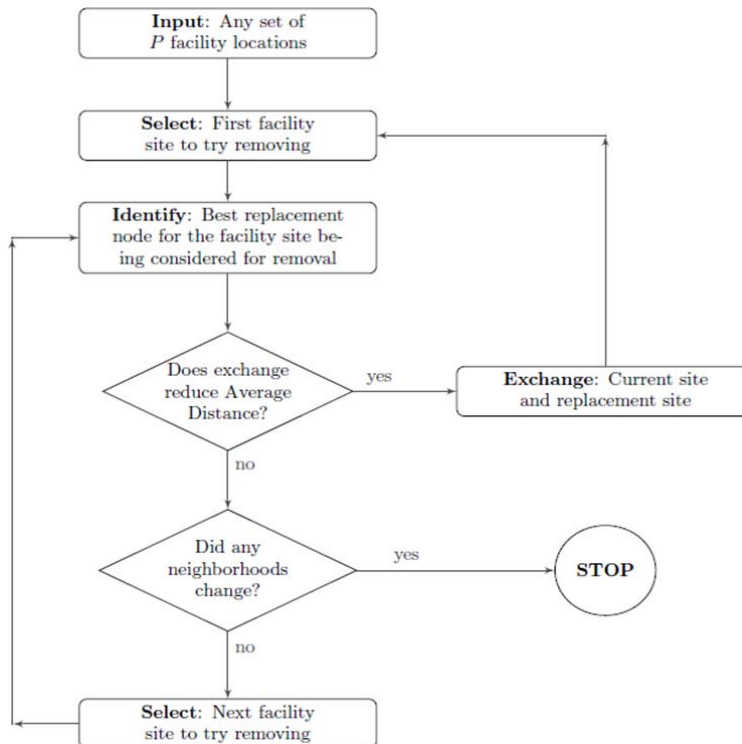 Input: Any set of
P facility locations
Select: First facility
site to try removing
Identify: Best replacement
node for the facility site be-
ing considered for removal
Does exchange
reduce Average
Distance?
yes
Exchange: Current site
and replacement site
no
Did any
neighborhoods
change?
yes
STOP
no
Select: Next facility
site to try removing